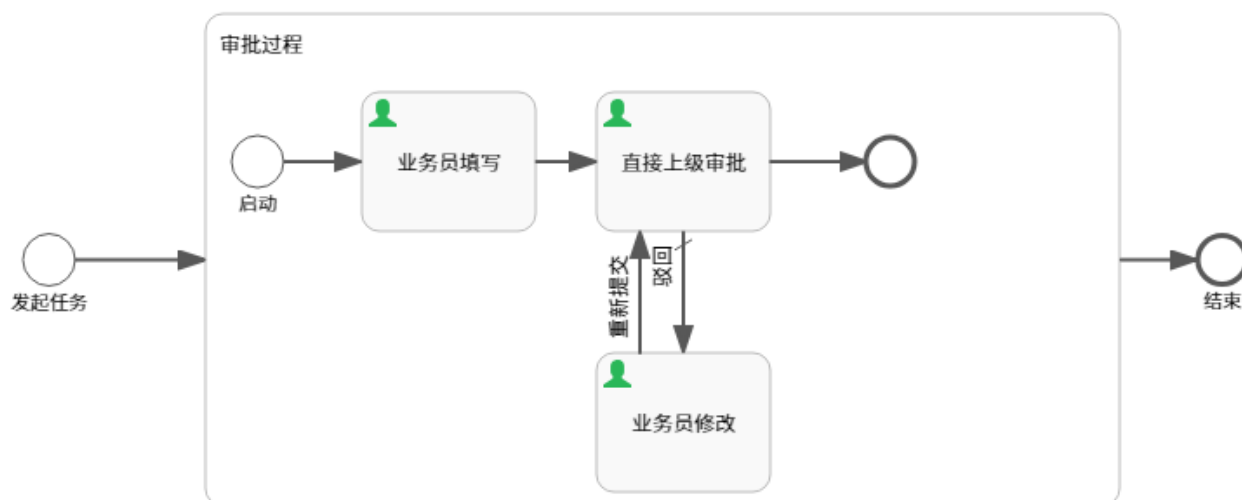 审批过程
业务员填写
直接上级审批
启动
发起任务
重新提交
驳回
结束
业务员修改